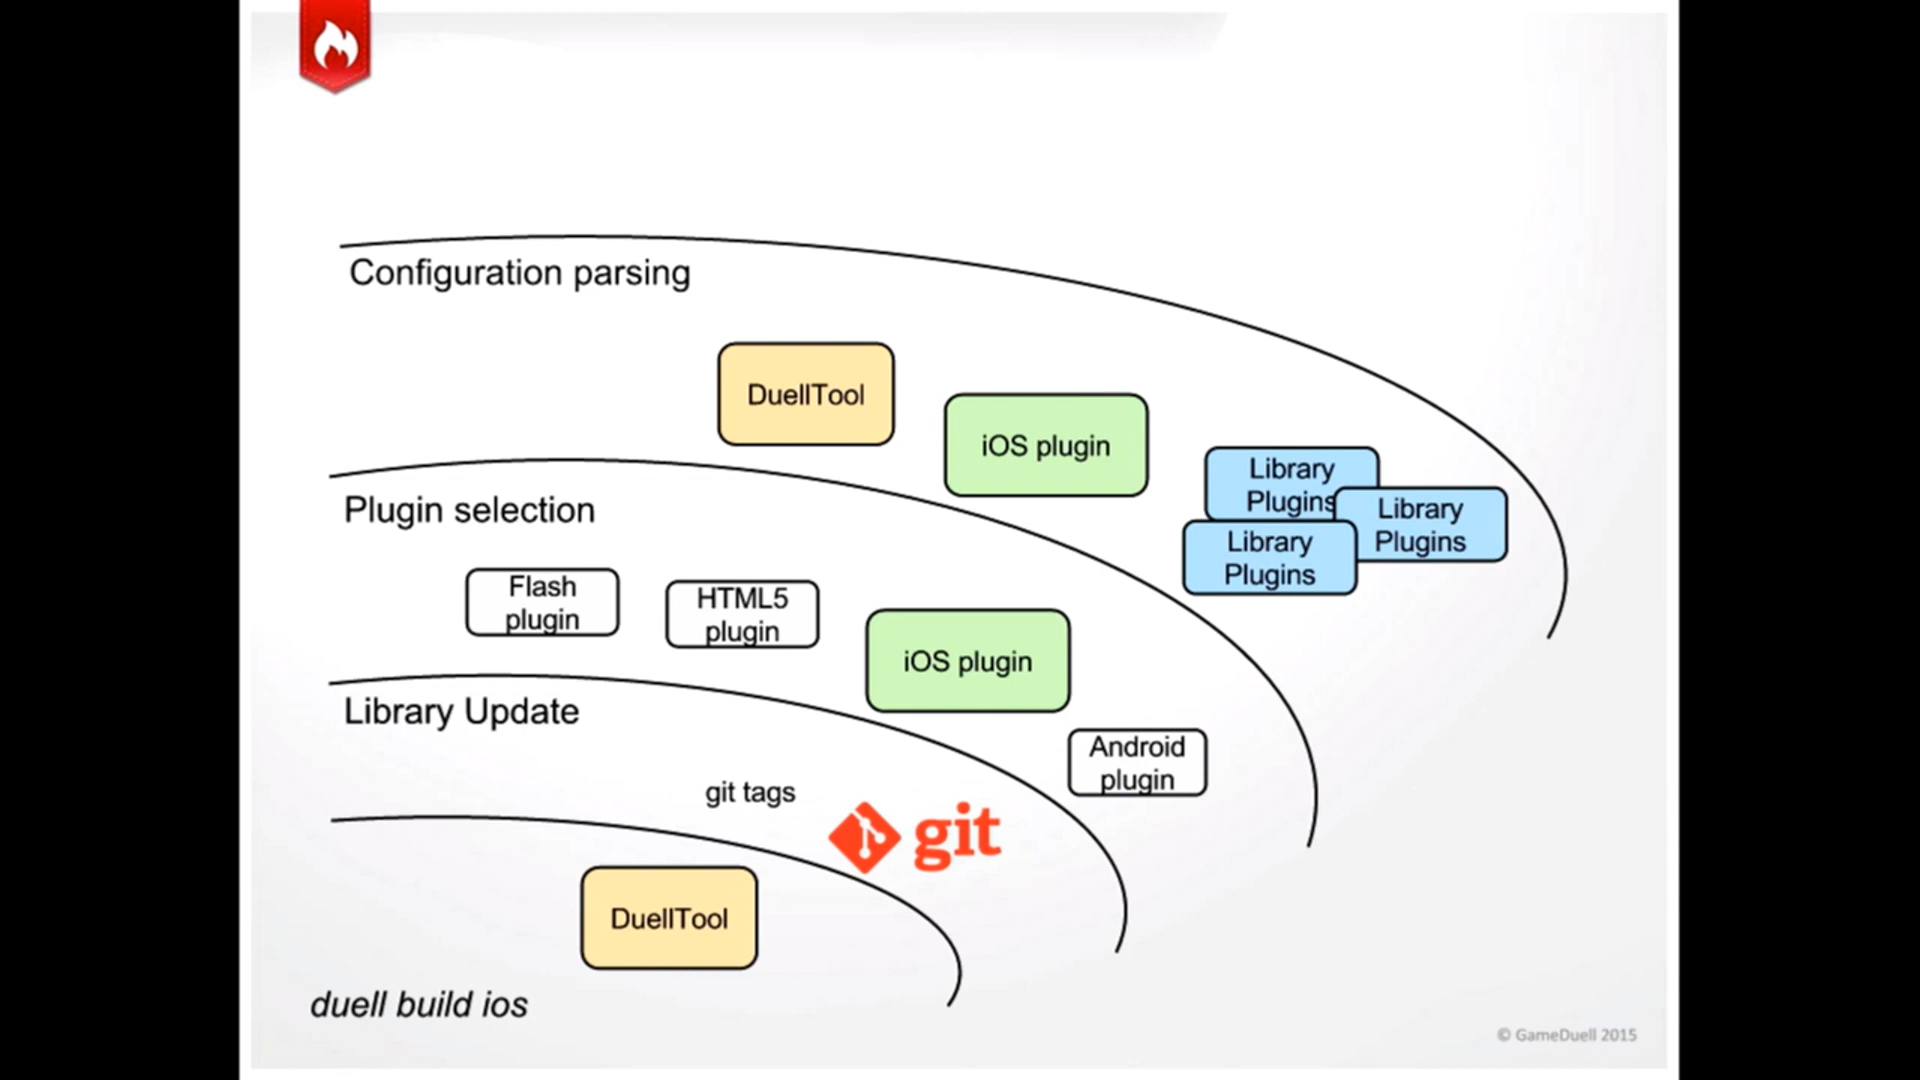 Configuration parsing
DuellTool
iOS plugin
Library
Plugins
Library
Plugins
Library
Plugins
Plugin selection
Flash
plugin
HTML5
plugin
iOS plugin
Android
plugin
Library Update
git tags
git
DuellTool
duell build ios
© GameDuell 2015